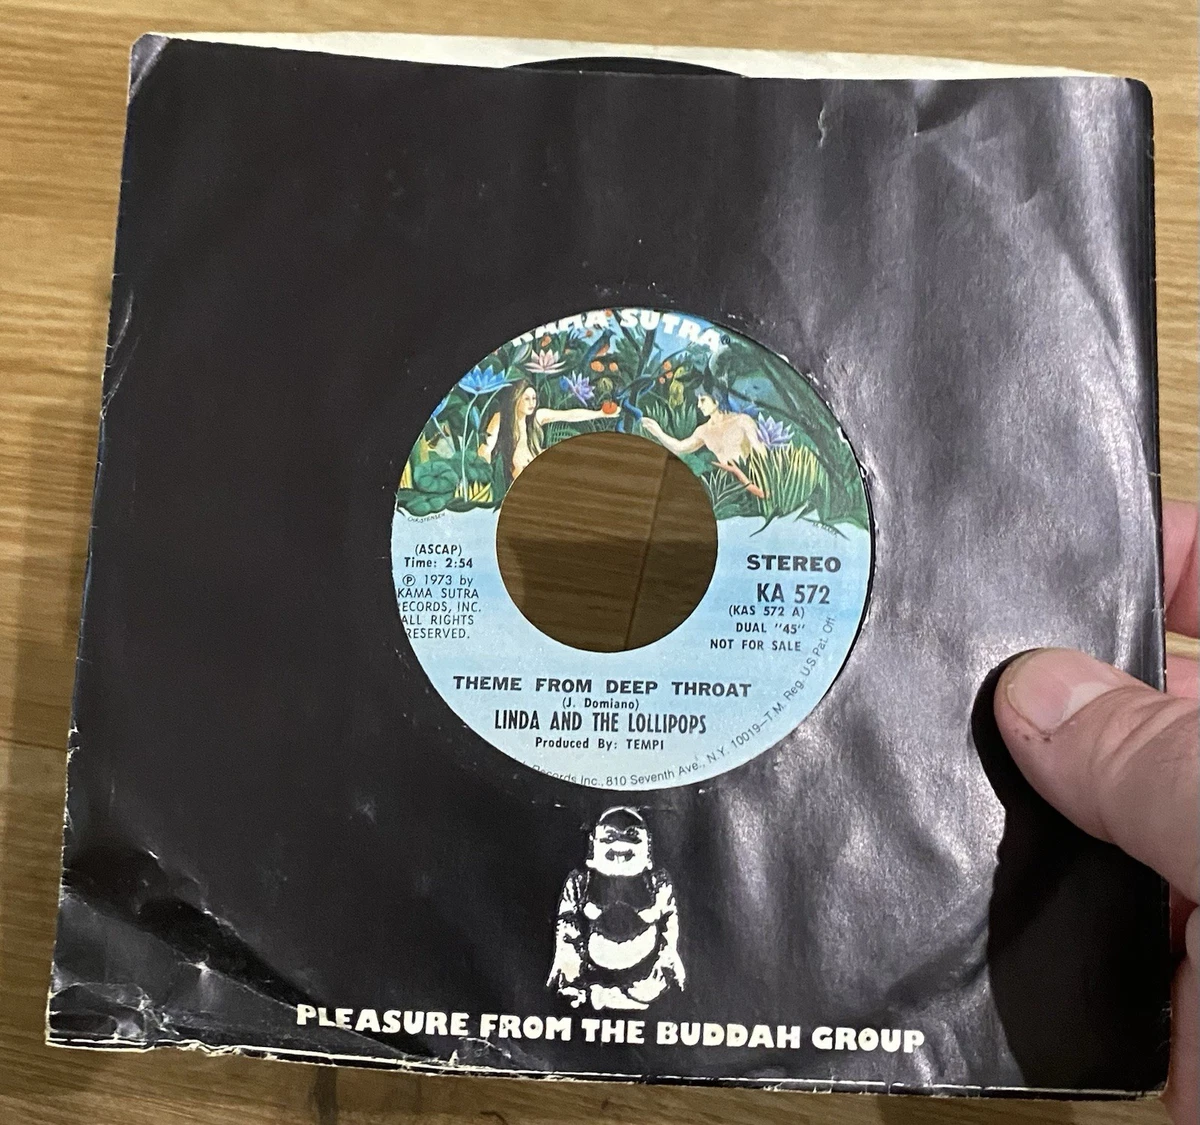 KAMA SUTRA®
CHRISTENSEN
(ASCAP)
Time: 2:54
Ⓟ 1973 by
KAMA SUTRA
ECORDS, INC.
ALL RIGHTS
RESERVED.
STEREO
KA 572
(KAS 572 A)
DUAL "45"
NOT FOR SALE
THEME FROM DEEP THROAT
(J. Domiano)
LINDA AND THE LOLLIPOPS
Produced By: TEMPI
Records Inc., 810 Seventh Ave., N.Y. 10019–T.M. Reg. U.S. Pat. Off.
PLEASURE FROM THE BUDDAH GROUP